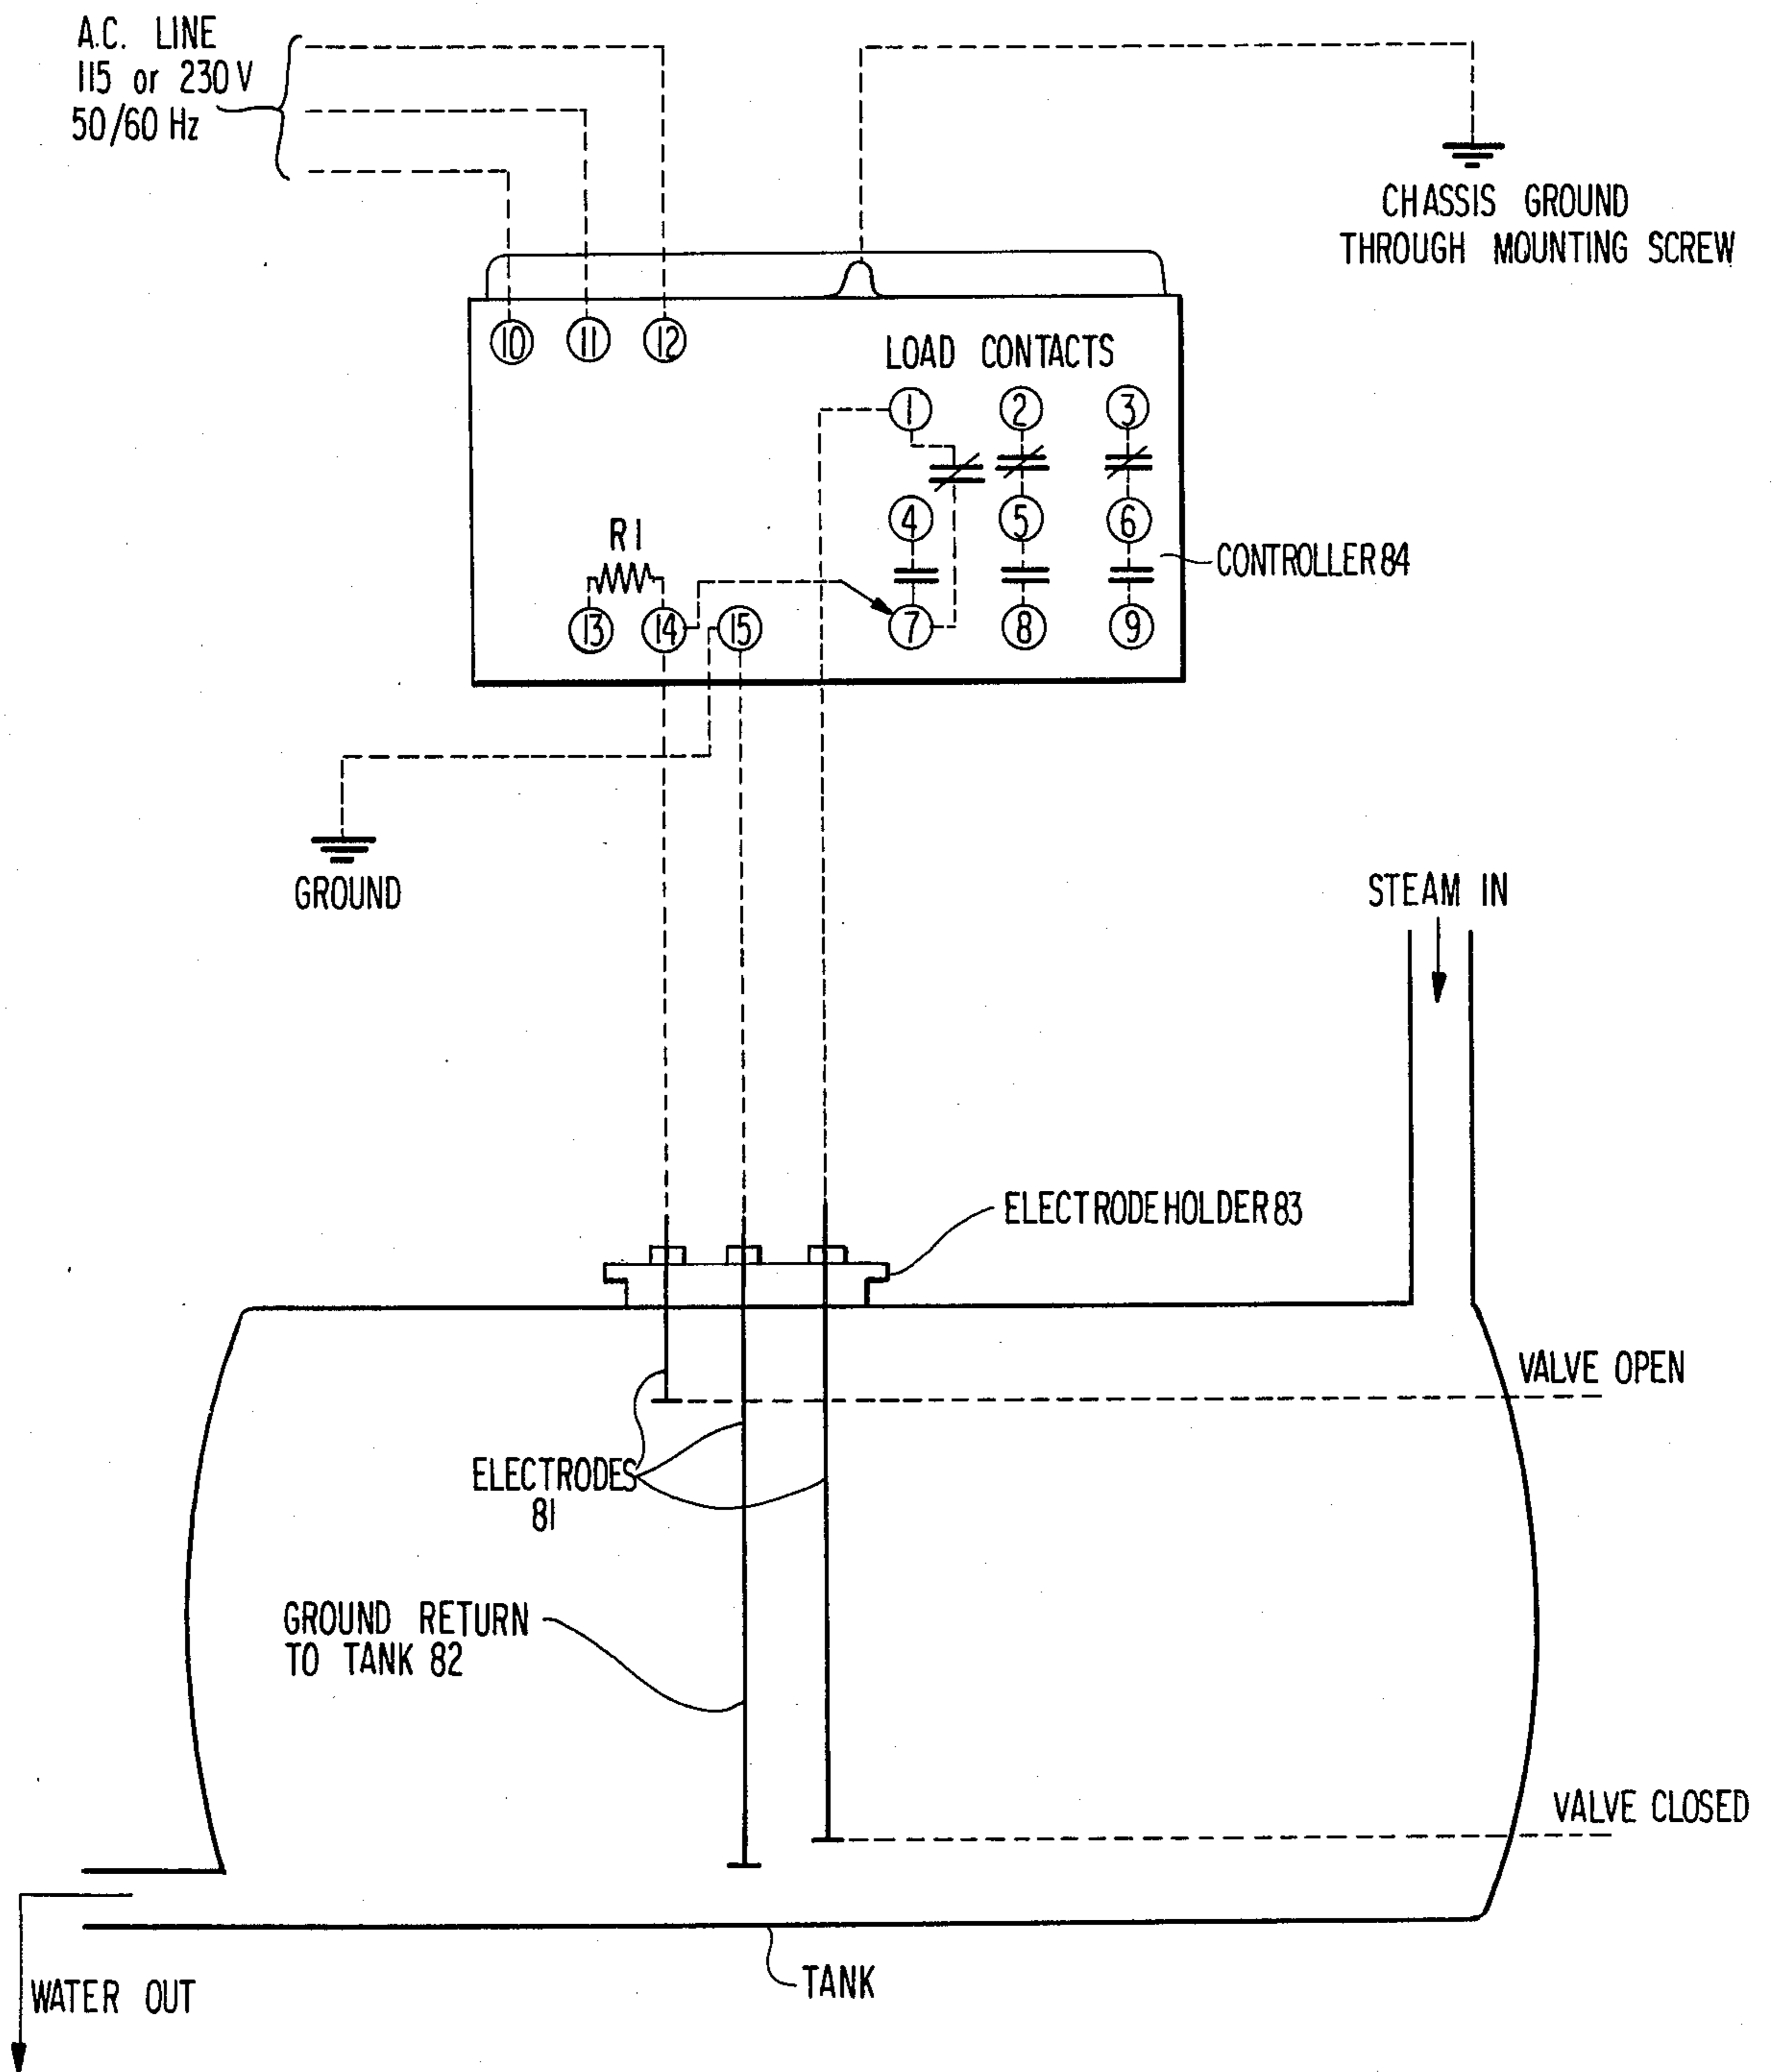 A.C. LINE
115 or 230 V
50/60 Hz
CHASSIS GROUND
THROUGH MOUNTING SCREW
10 11 12
LOAD CONTACTS
1 2 3
4 5 6
R1
CONTROLLER 84
13 14 15 7 8 9
GROUND
STEAM IN
ELECTRODE HOLDER 83
VALVE OPEN
ELECTRODES
81
GROUND RETURN
TO TANK 82
VALVE CLOSED
TANK
WATER OUT